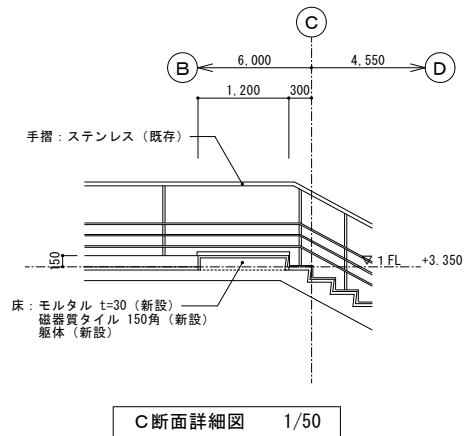 C
B
6,000
4,550
D
1,200
300
手摺：ステンレス（既存）
150
1FL
+3.350
床：モルタル t=30（新設）
磁器質タイル 150角（新設）
躯体（新設）
C断面詳細図 1/50